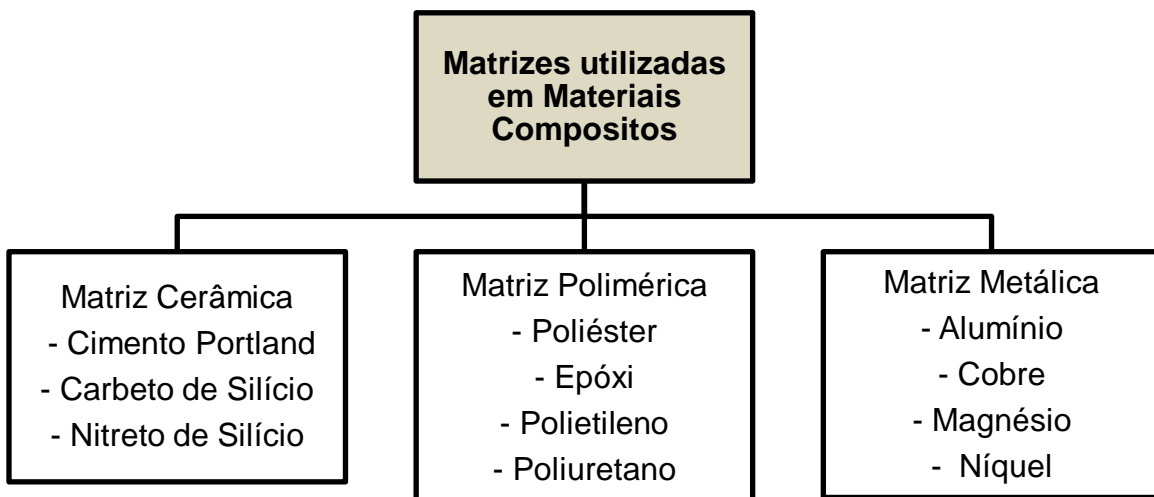 Matrizes utilizadas
em Materiais
Compositos
Matriz Cerâmica
- Cimento Portland
- Carbeto de Silício
- Nitreto de Silício
Matriz Polimérica
- Poliéster
- Epóxi
- Polietileno
- Poliuretano
Matriz Metálica
- Alumínio
- Cobre
- Magnésio
- Níquel